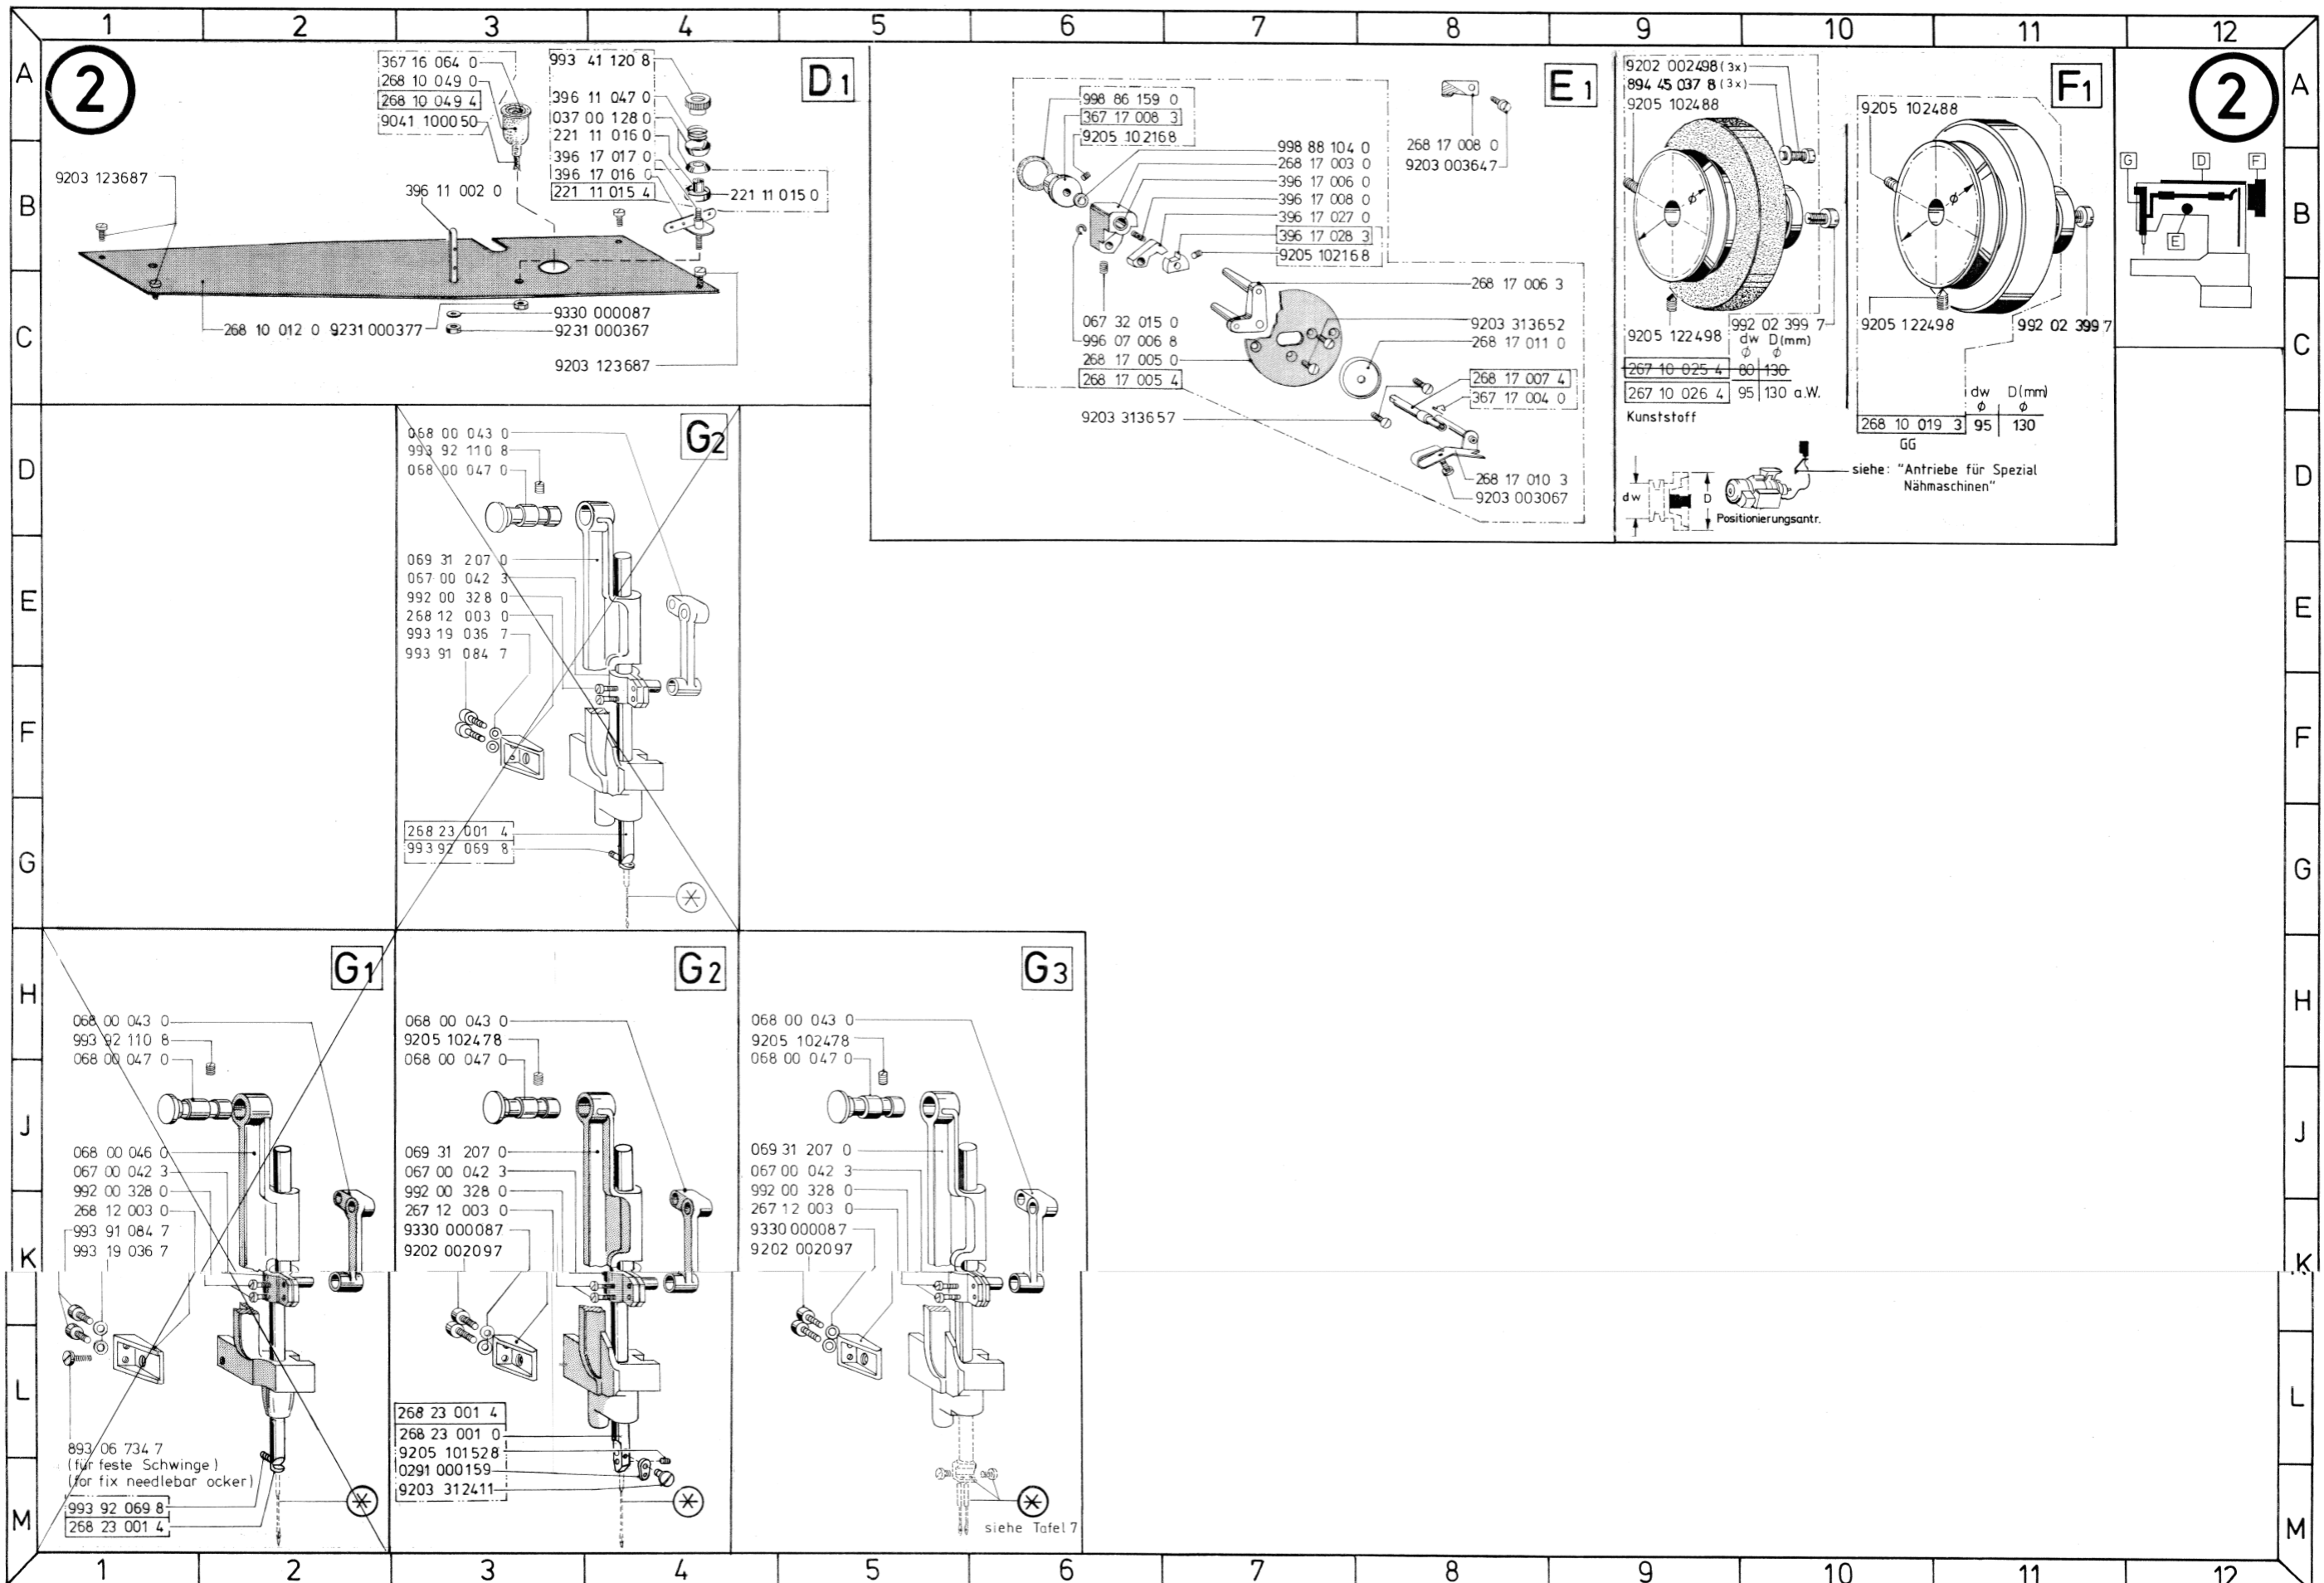 1 2 3 4 5 6 7 8 9 10 11 12
A
B
C
D
E
F
G
H
J
K
L
M
2
D1
367 16 064 0
268 10 049 0
268 10 049 4
9041 100050
993 41 120 8
396 11 047 0
037 00 128 0
221 11 016 0
396 17 017 0
396 17 016 0
221 11 015 4
221 11 015 0
9203 123687
396 11 002 0
268 10 012 0
9231 000377
9330 000087
9231 000367
9203 123687
E1
998 86 159 0
367 17 008 3
9205 102168
998 88 104 0
268 17 003 0
396 17 006 0
396 17 008 0
396 17 027 0
396 17 028 3
9205 102168
268 17 008 0
9203 003647
067 32 015 0
996 07 006 8
268 17 005 0
268 17 005 4
9203 313657
268 17 006 3
9203 313652
268 17 011 0
268 17 007 4
367 17 004 0
268 17 010 3
9203 003067
F1
9202 002498 (3x)
894 45 037 8 (3x)
9205 102488
ϕ
9205 122498
992 02 399 7
dw D(mm)
ϕ ϕ
267 10 025 4 80 130
267 10 026 4 95 130 a.W.
Kunststoff
9205 102488
ϕ
9205 122498
992 02 399 7
dw D(mm)
ϕ ϕ
268 10 019 3 95 130
GG
dw
D
Positionierungsantr.
siehe: "Antriebe für Spezial
Nähmaschinen"
2
G
D
F
E
G2
068 00 043 0
993 92 110 8
068 00 047 0
069 31 207 0
067 00 042 3
992 00 328 0
268 12 003 0
993 19 036 7
993 91 084 7
268 23 001 4
993 92 069 8
G1
068 00 043 0
993 92 110 8
068 00 047 0
068 00 046 0
067 00 042 3
992 00 328 0
268 12 003 0
993 91 084 7
993 19 036 7
893 06 734 7
(für feste Schwinge)
(for fix needlebar ocker)
993 92 069 8
268 23 001 4
G2
068 00 043 0
9205 102478
068 00 047 0
069 31 207 0
067 00 042 3
992 00 328 0
267 12 003 0
9330 000087
9202 002097
268 23 001 4
268 23 001 0
9205 101528
0291 000159
9203 312411
G3
068 00 043 0
9205 102478
068 00 047 0
069 31 207 0
067 00 042 3
992 00 328 0
267 12 003 0
9330 000087
9202 002097
siehe Tafel 7
A
B
C
D
E
F
G
H
J
K
L
M
1 2 3 4 5 6 7 8 9 10 11 12